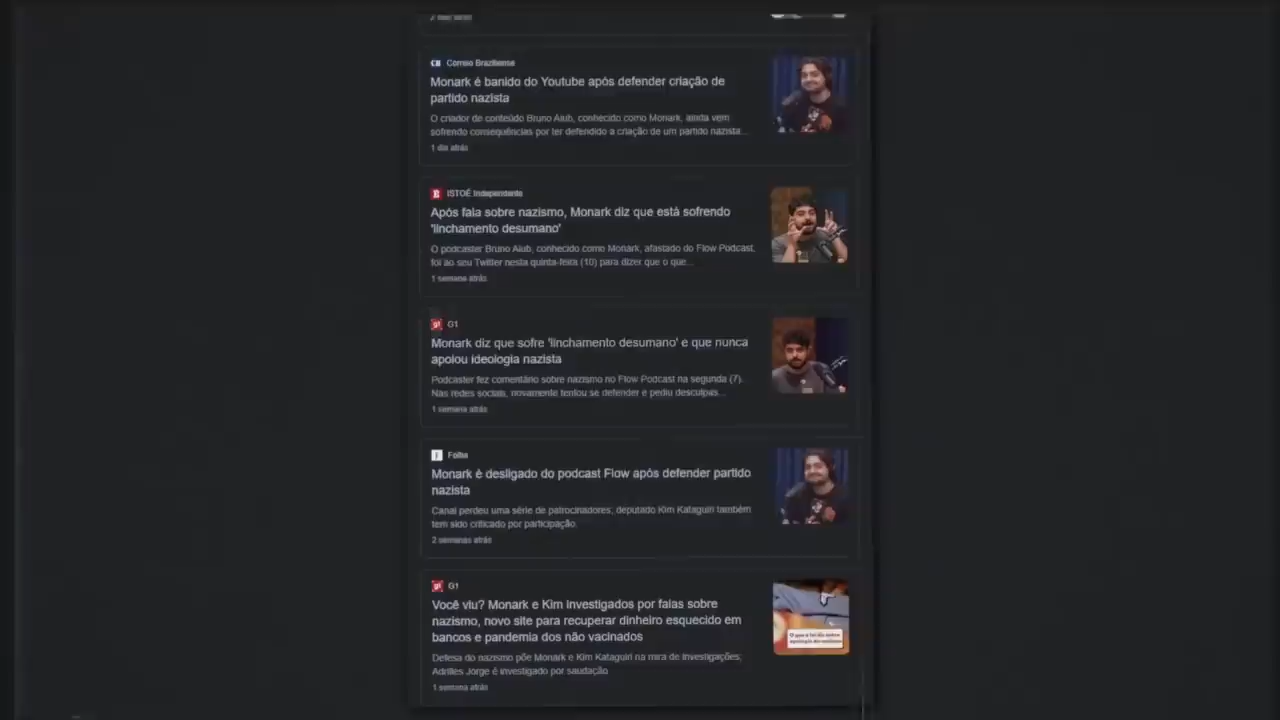 Correio Braziliense
Monark é banido do Youtube após defender criação de
partido nazista
O criador de conteúdo Bruno Aiub, conhecido como Monark, ainda vem
sofrendo consequências por ter defendido a criação de um partido nazista...
1 dia atrás
ISTOÉ Independente
Após fala sobre nazismo, Monark diz que está sofrendo
'linchamento desumano'
O podcaster Bruno Aiub, conhecido como Monark, afastado do Flow Podcast,
foi ao seu Twitter nesta quinta-feira (10) para dizer que o que...
1 semana atrás
G1
Monark diz que sofre 'linchamento desumano' e que nunca
apoiou ideologia nazista
Podcaster fez comentário sobre nazismo no Flow Podcast na segunda (7).
Nas redes sociais, novamente tentou se defender e pediu desculpas...
1 semana atrás
Folha
Monark é desligado do podcast Flow após defender partido
nazista
Canal perdeu uma série de patrocinadores; deputado Kim Kataguiri também
tem sido criticado por participação.
2 semanas atrás
G1
Você viu? Monark e Kim investigados por falas sobre
nazismo, novo site para recuperar dinheiro esquecido em
bancos e pandemia dos não vacinados
Defesa do nazismo põe Monark e Kim Kataguiri na mira de investigações;
Adrilles Jorge é investigado por saudação
1 semana atrás